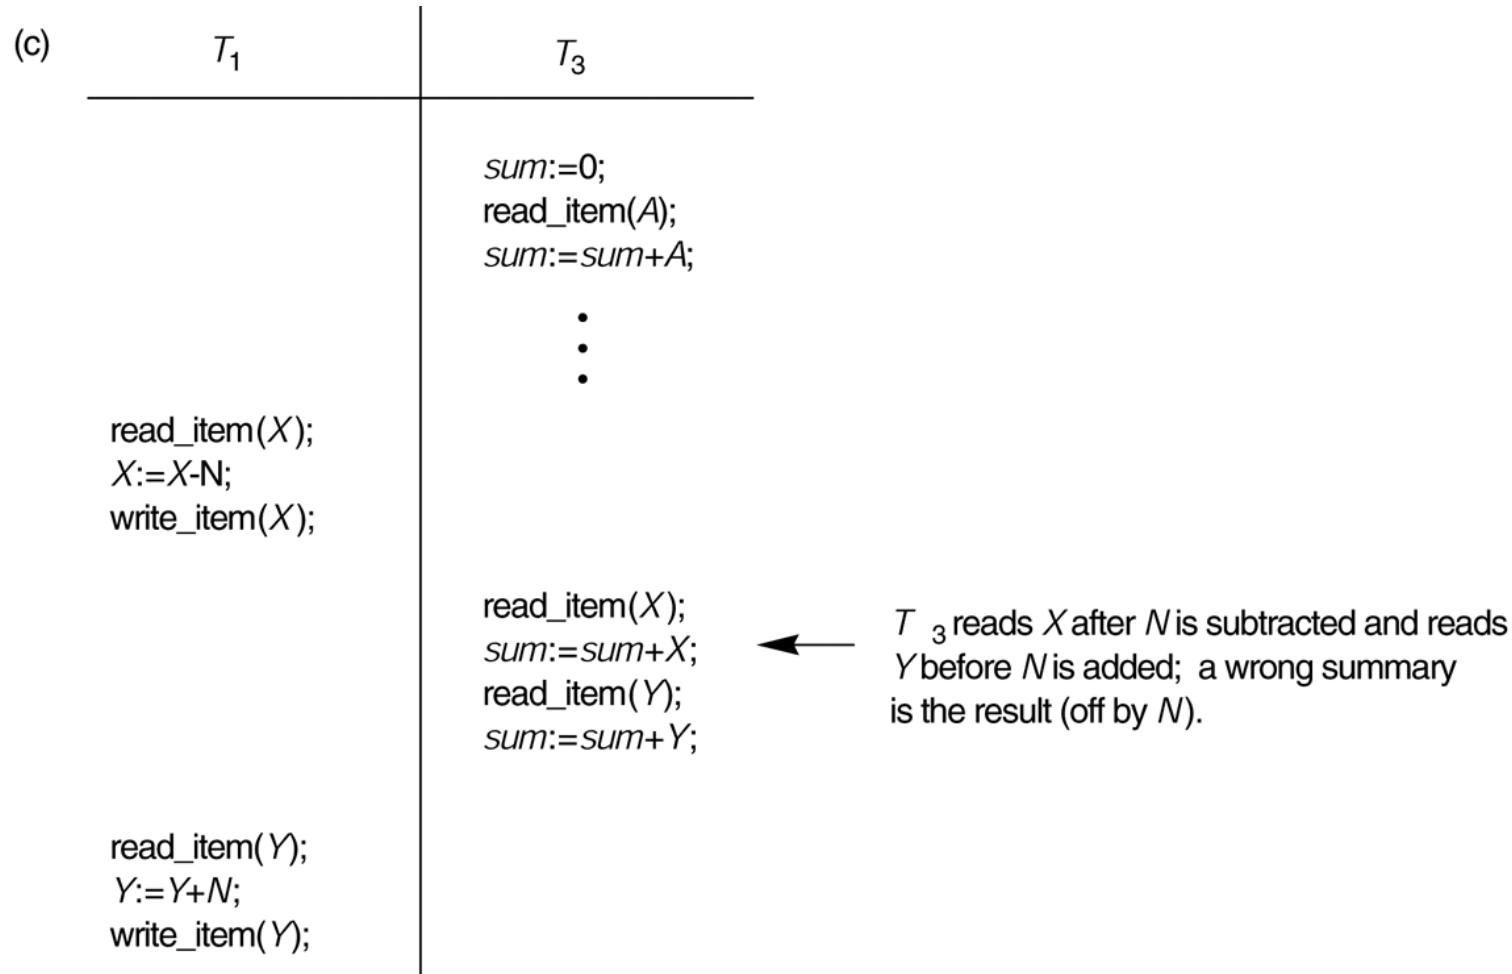 (c)
T1
T3
sum:=0;
read_item(A);
sum:=sum+A;
read_item(X);
X:=X-N;
write_item(X);
read_item(X);
sum:=sum+X;
read_item(Y);
sum:=sum+Y;
T 3 reads X after N is subtracted and reads
Y before N is added; a wrong summary
is the result (off by N).
read_item(Y);
Y:=Y+N;
write_item(Y);